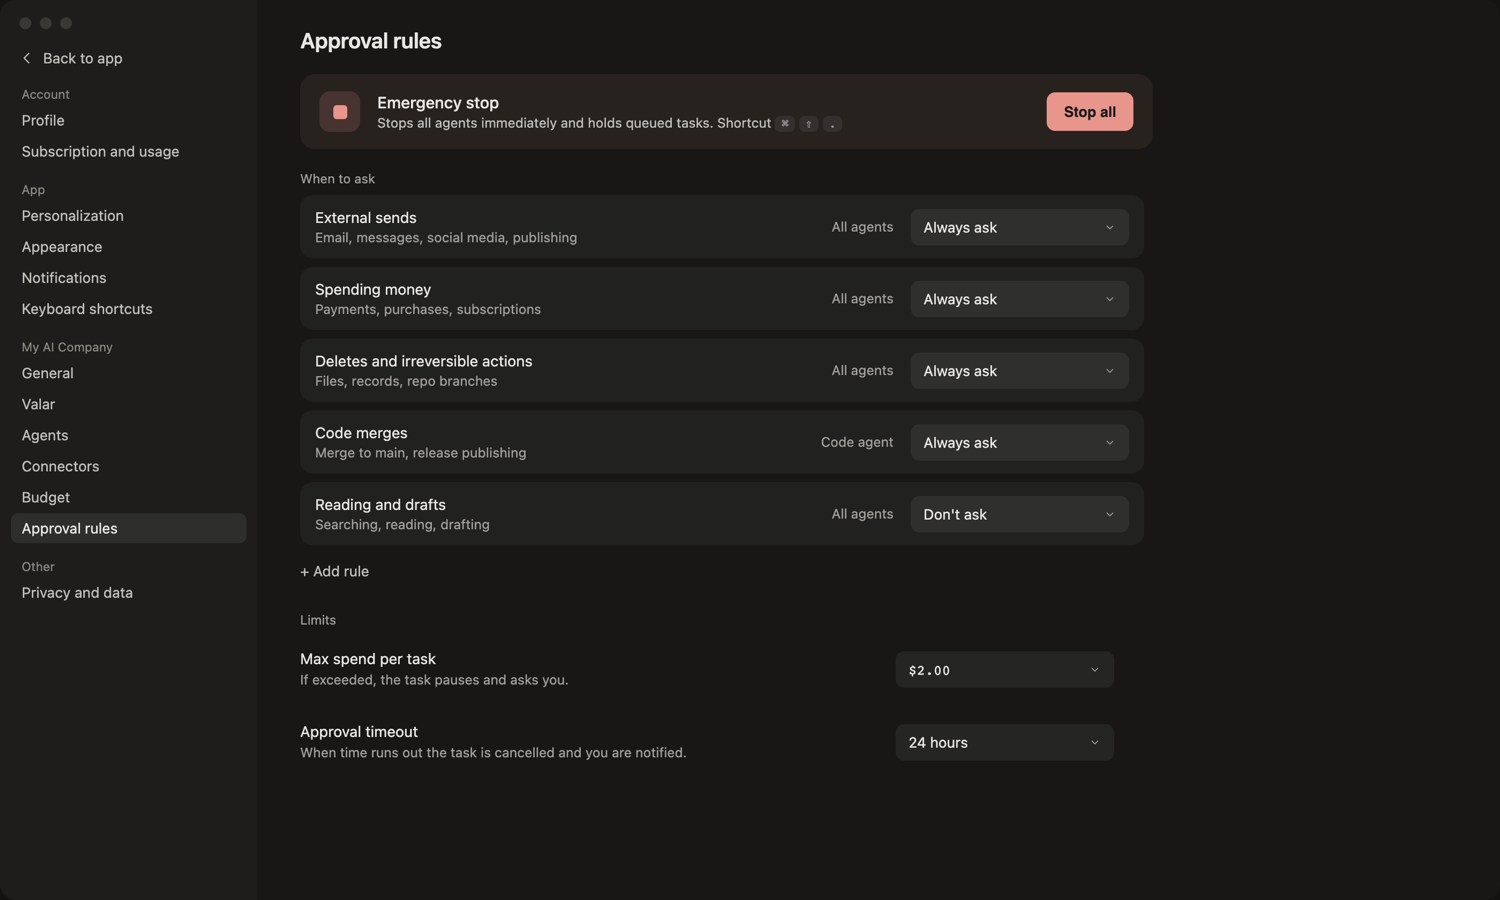 Back to app
Account
Profile
Subscription and usage
App
Personalization
Appearance
Notifications
Keyboard shortcuts
My AI Company
General
Valar
Agents
Connectors
Budget
Approval rules
Other
Privacy and data
Approval rules
Emergency stop
Stops all agents immediately and holds queued tasks. Shortcut ⌘ ⇧ .
Stop all
When to ask
External sends
Email, messages, social media, publishing
All agents
Always ask
Spending money
Payments, purchases, subscriptions
All agents
Always ask
Deletes and irreversible actions
Files, records, repo branches
All agents
Always ask
Code merges
Merge to main, release publishing
Code agent
Always ask
Reading and drafts
Searching, reading, drafting
All agents
Don't ask
+ Add rule
Limits
Max spend per task
If exceeded, the task pauses and asks you.
$2.00
Approval timeout
When time runs out the task is cancelled and you are notified.
24 hours